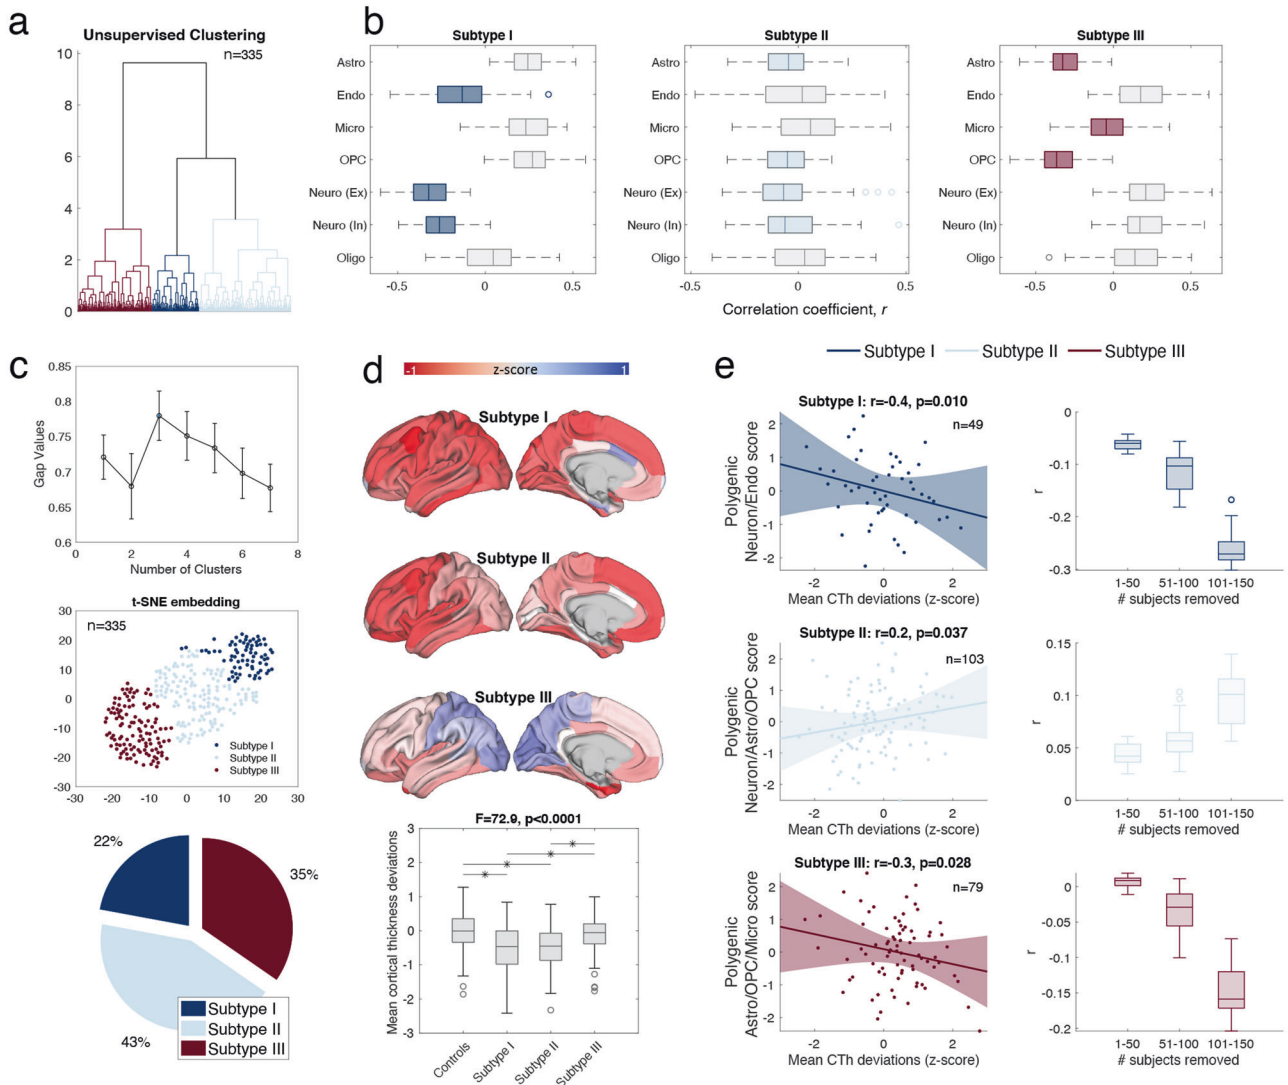 a
Unsupervised Clustering
n=335
10
8
6
4
2
0
b
Subtype I
Astro
Endo
Micro
OPC
Neuro (Ex)
Neuro (In)
Oligo
-0.5
0
0.5
Subtype II
Astro
Endo
Micro
OPC
Neuro (Ex)
Neuro (In)
Oligo
-0.5
0
0.5
Subtype III
Astro
Endo
Micro
OPC
Neuro (Ex)
Neuro (In)
Oligo
-0.5
0
0.5
Correlation coefficient, r
c
0.85
0.8
0.75
0.7
0.65
0.6
Gap Values
0
2
4
6
8
Number of Clusters
t-SNE embedding
n=335
30
20
10
0
-10
-20
-30
Subtype I
Subtype II
Subtype III
-30
-20
-10
0
10
20
30
22%
35%
43%
Subtype I
Subtype II
Subtype III
d
-1
z-score
1
Subtype I
Subtype II
Subtype III
F=72.9, p<0.0001
Mean cortical thickness deviations
3
2
1
0
-1
-2
-3
Controls
Subtype I
Subtype II
Subtype III
e
Subtype I
Subtype II
Subtype III
Subtype I: r=-0.4, p=0.010
n=49
Polygenic
Neuron/Endo score
2
1
0
-1
-2
-2
0
2
Mean CTh deviations (z-score)
r
0
-0.1
-0.2
-0.3
1-50
51-100
101-150
# subjects removed
Subtype II: r=0.2, p=0.037
n=103
Polygenic
Neuron/Astro/OPC score
2
1
0
-1
-2
-2
0
2
Mean CTh deviations (z-score)
r
0.15
0.1
0.05
0
1-50
51-100
101-150
# subjects removed
Subtype III: r=-0.3, p=0.028
n=79
Polygenic
Astro/OPC/Micro score
2
1
0
-1
-2
-2
0
2
Mean CTh deviations (z-score)
r
0
-0.05
-0.1
-0.15
-0.2
1-50
51-100
101-150
# subjects removed